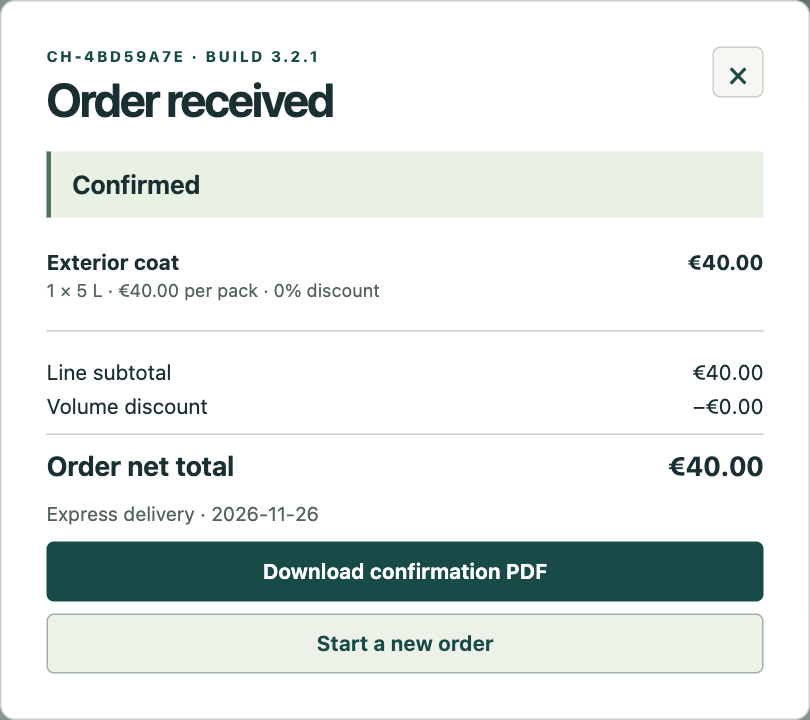 CH-4BD59A7E · BUILD 3.2.1
Order received
×
Confirmed
Exterior coat €40.00
1 × 5 L · €40.00 per pack · 0% discount
Line subtotal €40.00
Volume discount −€0.00
Order net total €40.00
Express delivery · 2026-11-26
Download confirmation PDF
Start a new order